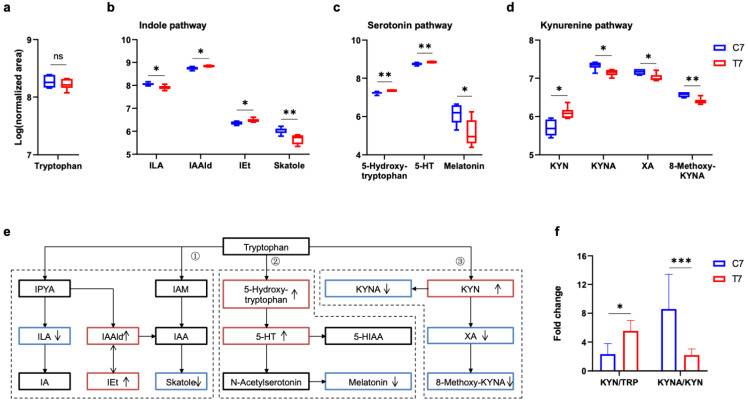 a
Log(normalized area)
9
8
7
ns
Tryptophan
b
Indole pathway
10
9
8
7
6
5
*
*
*
**
ILA
IAAld
IEt
Skatole
c
Serotonin pathway
10
8
6
4
**
**
*
5-Hydroxy-
tryptophan
5-HT
Melatonin
d
Kynurenine pathway
8
7
6
5
*
*
*
**
KYN
KYNA
XA
8-Methoxy-
KYNA
C7
T7
e
Tryptophan
①
②
③
IPYA
IAM
5-Hydroxy-
tryptophan ↑
KYNA ↓
KYN ↑
ILA ↓
IAAld ↑
IAA
5-HT ↑
5-HIAA
XA ↓
IA
IEt ↑
Skatole ↓
N-Acetylserotonin
Melatonin ↓
8-Methoxy-KYNA ↓
f
Fold change
16
12
8
4
0
*
***
KYN/TRP
KYNA/KYN
C7
T7